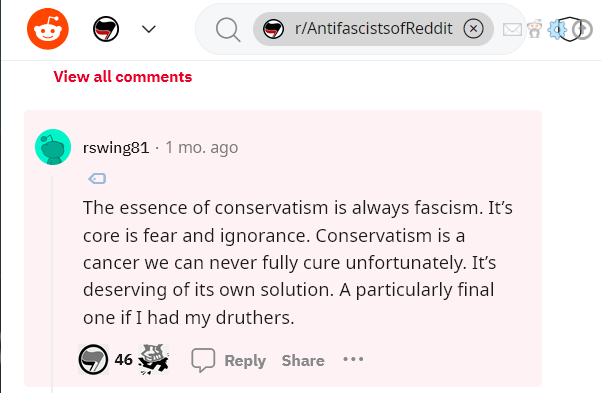 r/AntifascistsofReddit
View all comments
rswing81 · 1 mo. ago
The essence of conservatism is always fascism. It's
core is fear and ignorance. Conservatism is a
cancer we can never fully cure unfortunately. It's
deserving of its own solution. A particularly final
one if I had my druthers.
46 Reply Share